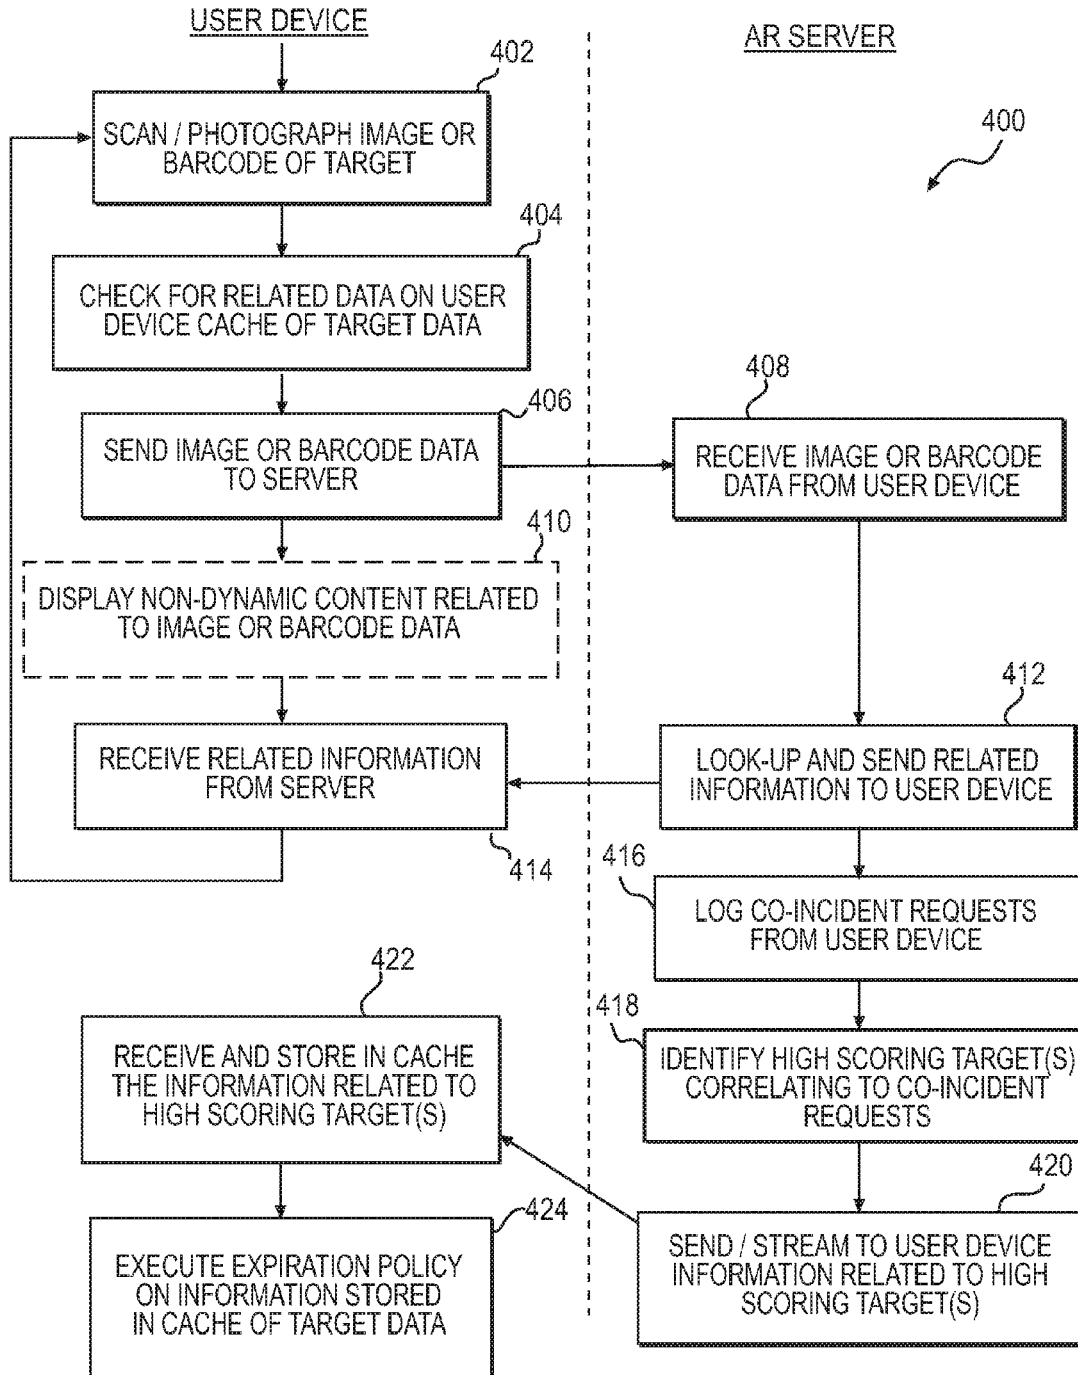 USER DEVICE
AR SERVER
400
402
SCAN / PHOTOGRAPH IMAGE OR
BARCODE OF TARGET
404
CHECK FOR RELATED DATA ON USER
DEVICE CACHE OF TARGET DATA
406
SEND IMAGE OR BARCODE DATA
TO SERVER
408
RECEIVE IMAGE OR BARCODE
DATA FROM USER DEVICE
410
DISPLAY NON-DYNAMIC CONTENT RELATED
TO IMAGE OR BARCODE DATA
412
LOOK-UP AND SEND RELATED
INFORMATION TO USER DEVICE
RECEIVE RELATED INFORMATION
FROM SERVER
414
416
LOG CO-INCIDENT REQUESTS
FROM USER DEVICE
418
IDENTIFY HIGH SCORING TARGET(S)
CORRELATING TO CO-INCIDENT
REQUESTS
420
SEND / STREAM TO USER DEVICE
INFORMATION RELATED TO HIGH
SCORING TARGET(S)
422
RECEIVE AND STORE IN CACHE
THE INFORMATION RELATED TO
HIGH SCORING TARGET(S)
424
EXECUTE EXPIRATION POLICY
ON INFORMATION STORED
IN CACHE OF TARGET DATA